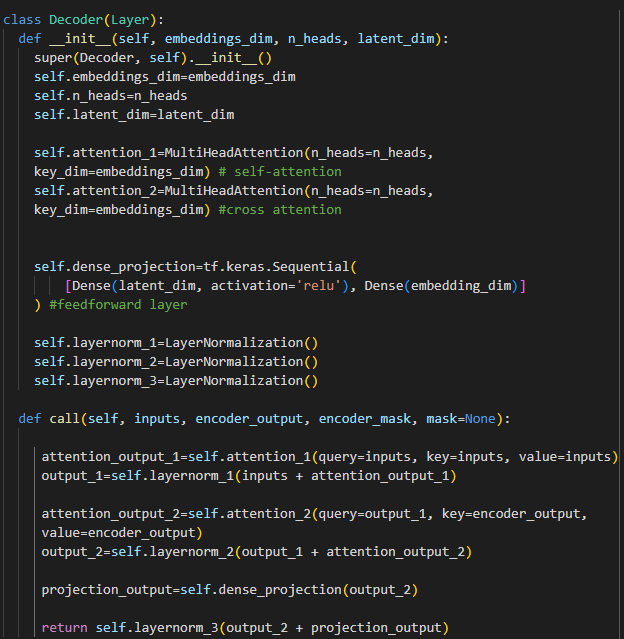 class Decoder(Layer):
  def __init__(self, embeddings_dim, n_heads, latent_dim):
    super(Decoder, self).__init__()
    self.embeddings_dim=embeddings_dim
    self.n_heads=n_heads
    self.latent_dim=latent_dim

    self.attention_1=MultiHeadAttention(n_heads=n_heads,
    key_dim=embeddings_dim) # self-attention
    self.attention_2=MultiHeadAttention(n_heads=n_heads,
    key_dim=embeddings_dim) #cross attention


    self.dense_projection=tf.keras.Sequential(
        [Dense(latent_dim, activation='relu'), Dense(embedding_dim)]
    ) #feedforward layer

    self.layernorm_1=LayerNormalization()
    self.layernorm_2=LayerNormalization()
    self.layernorm_3=LayerNormalization()

  def call(self, inputs, encoder_output, encoder_mask, mask=None):

     attention_output_1=self.attention_1(query=inputs, key=inputs, value=inputs)
     output_1=self.layernorm_1(inputs + attention_output_1)

     attention_output_2=self.attention_2(query=output_1, key=encoder_output,
     value=encoder_output)
     output_2=self.layernorm_2(output_1 + attention_output_2)

     projection_output=self.dense_projection(output_2)

     return self.layernorm_3(output_2 + projection_output)